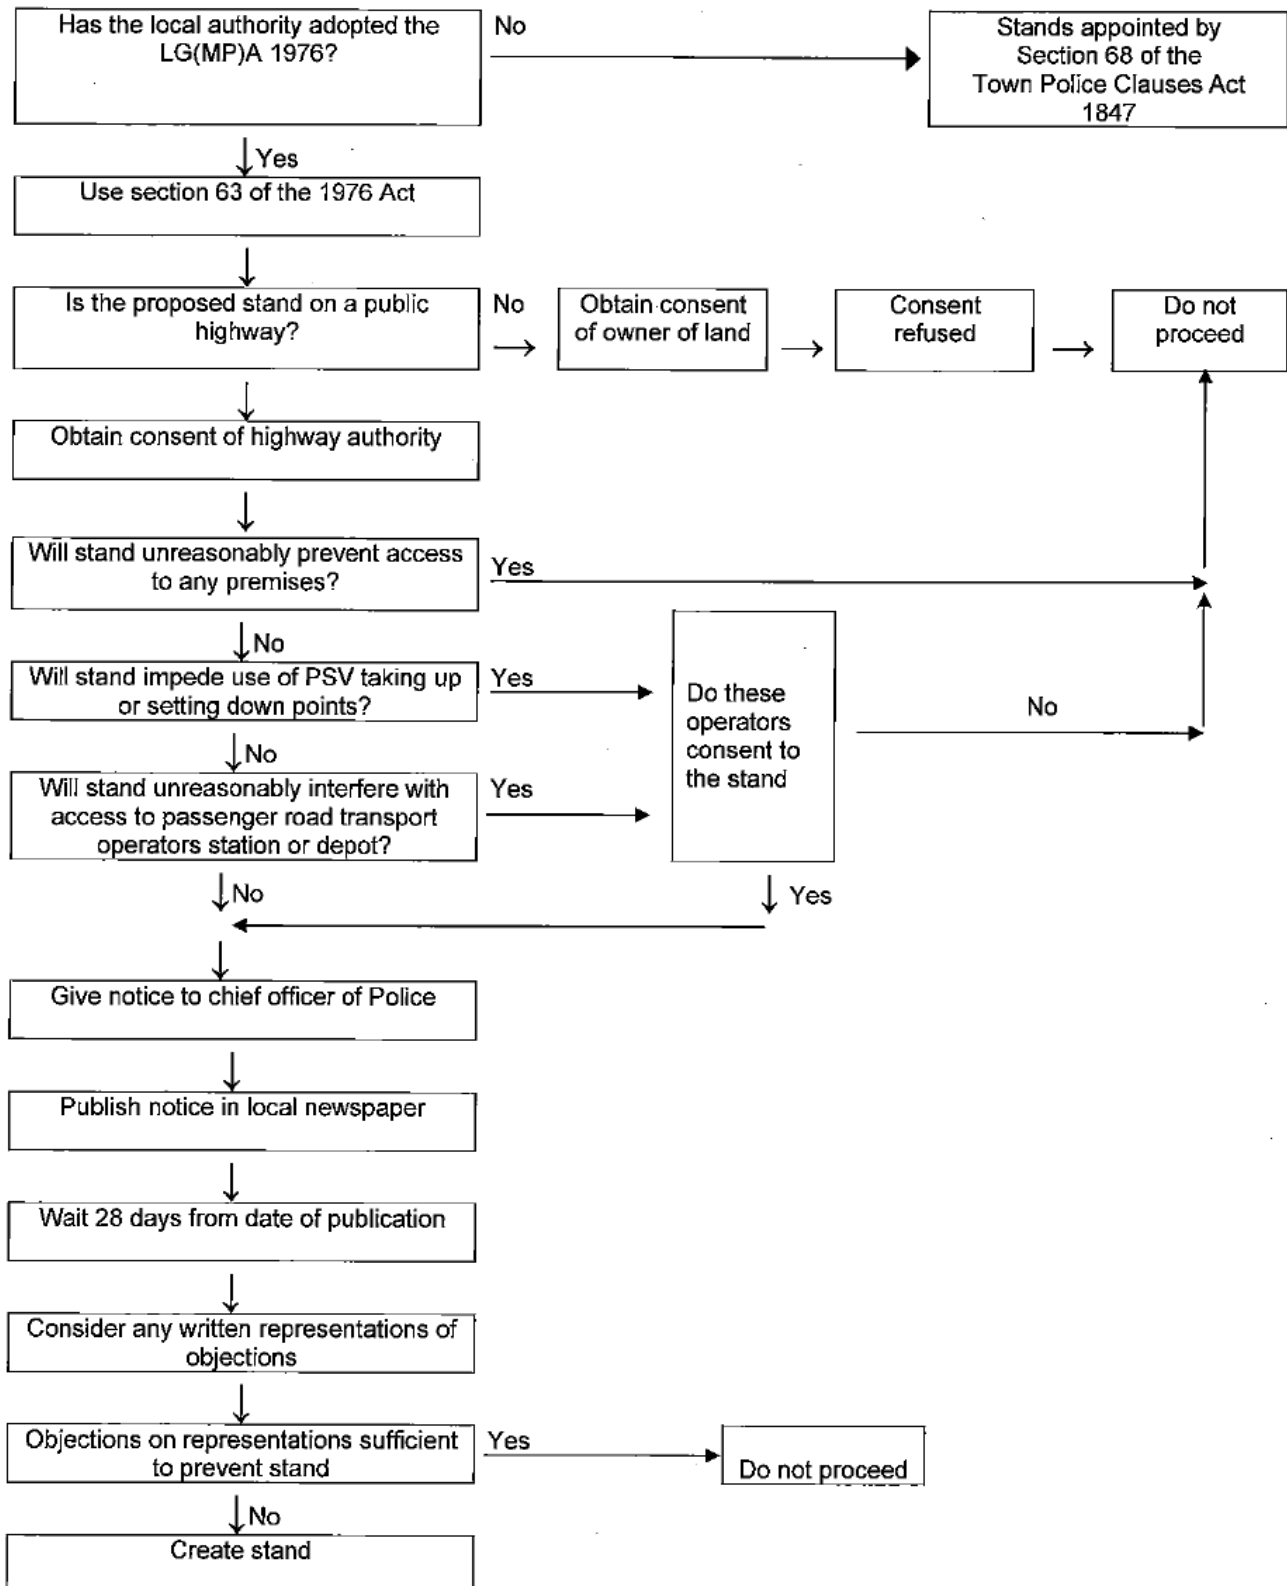 Has the local authority adopted the
LG(MP)A 1976?
No
Stands appointed by
Section 68 of the
Town Police Clauses Act
1847
Yes
Use section 63 of the 1976 Act
Is the proposed stand on a public
highway?
No
Obtain consent
of owner of land
Consent
refused
Do not
proceed
Obtain consent of highway authority
Will stand unreasonably prevent access
to any premises?
Yes
No
Will stand impede use of PSV taking up
or setting down points?
Yes
Do these
operators
consent to
the stand
No
No
Will stand unreasonably interfere with
access to passenger road transport
operators station or depot?
Yes
No
Yes
Give notice to chief officer of Police
Publish notice in local newspaper
Wait 28 days from date of publication
Consider any written representations of
objections
Objections on representations sufficient
to prevent stand
Yes
Do not proceed
No
Create stand